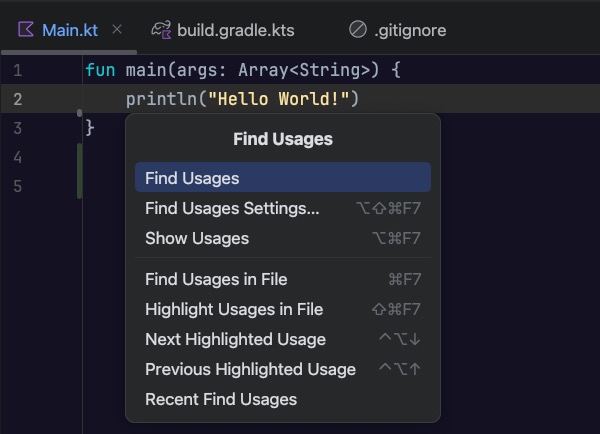 Main.kt × build.gradle.kts .gitignore
1 fun main(args: Array<String>) {
2 println("Hello World!")
3 }
4
5
Find Usages
Find Usages
Find Usages Settings... ⌥⇧⌘F7
Show Usages ⌥⌘F7
Find Usages in File ⌘F7
Highlight Usages in File ⇧⌘F7
Next Highlighted Usage ^⌥↓
Previous Highlighted Usage ^⌥↑
Recent Find Usages